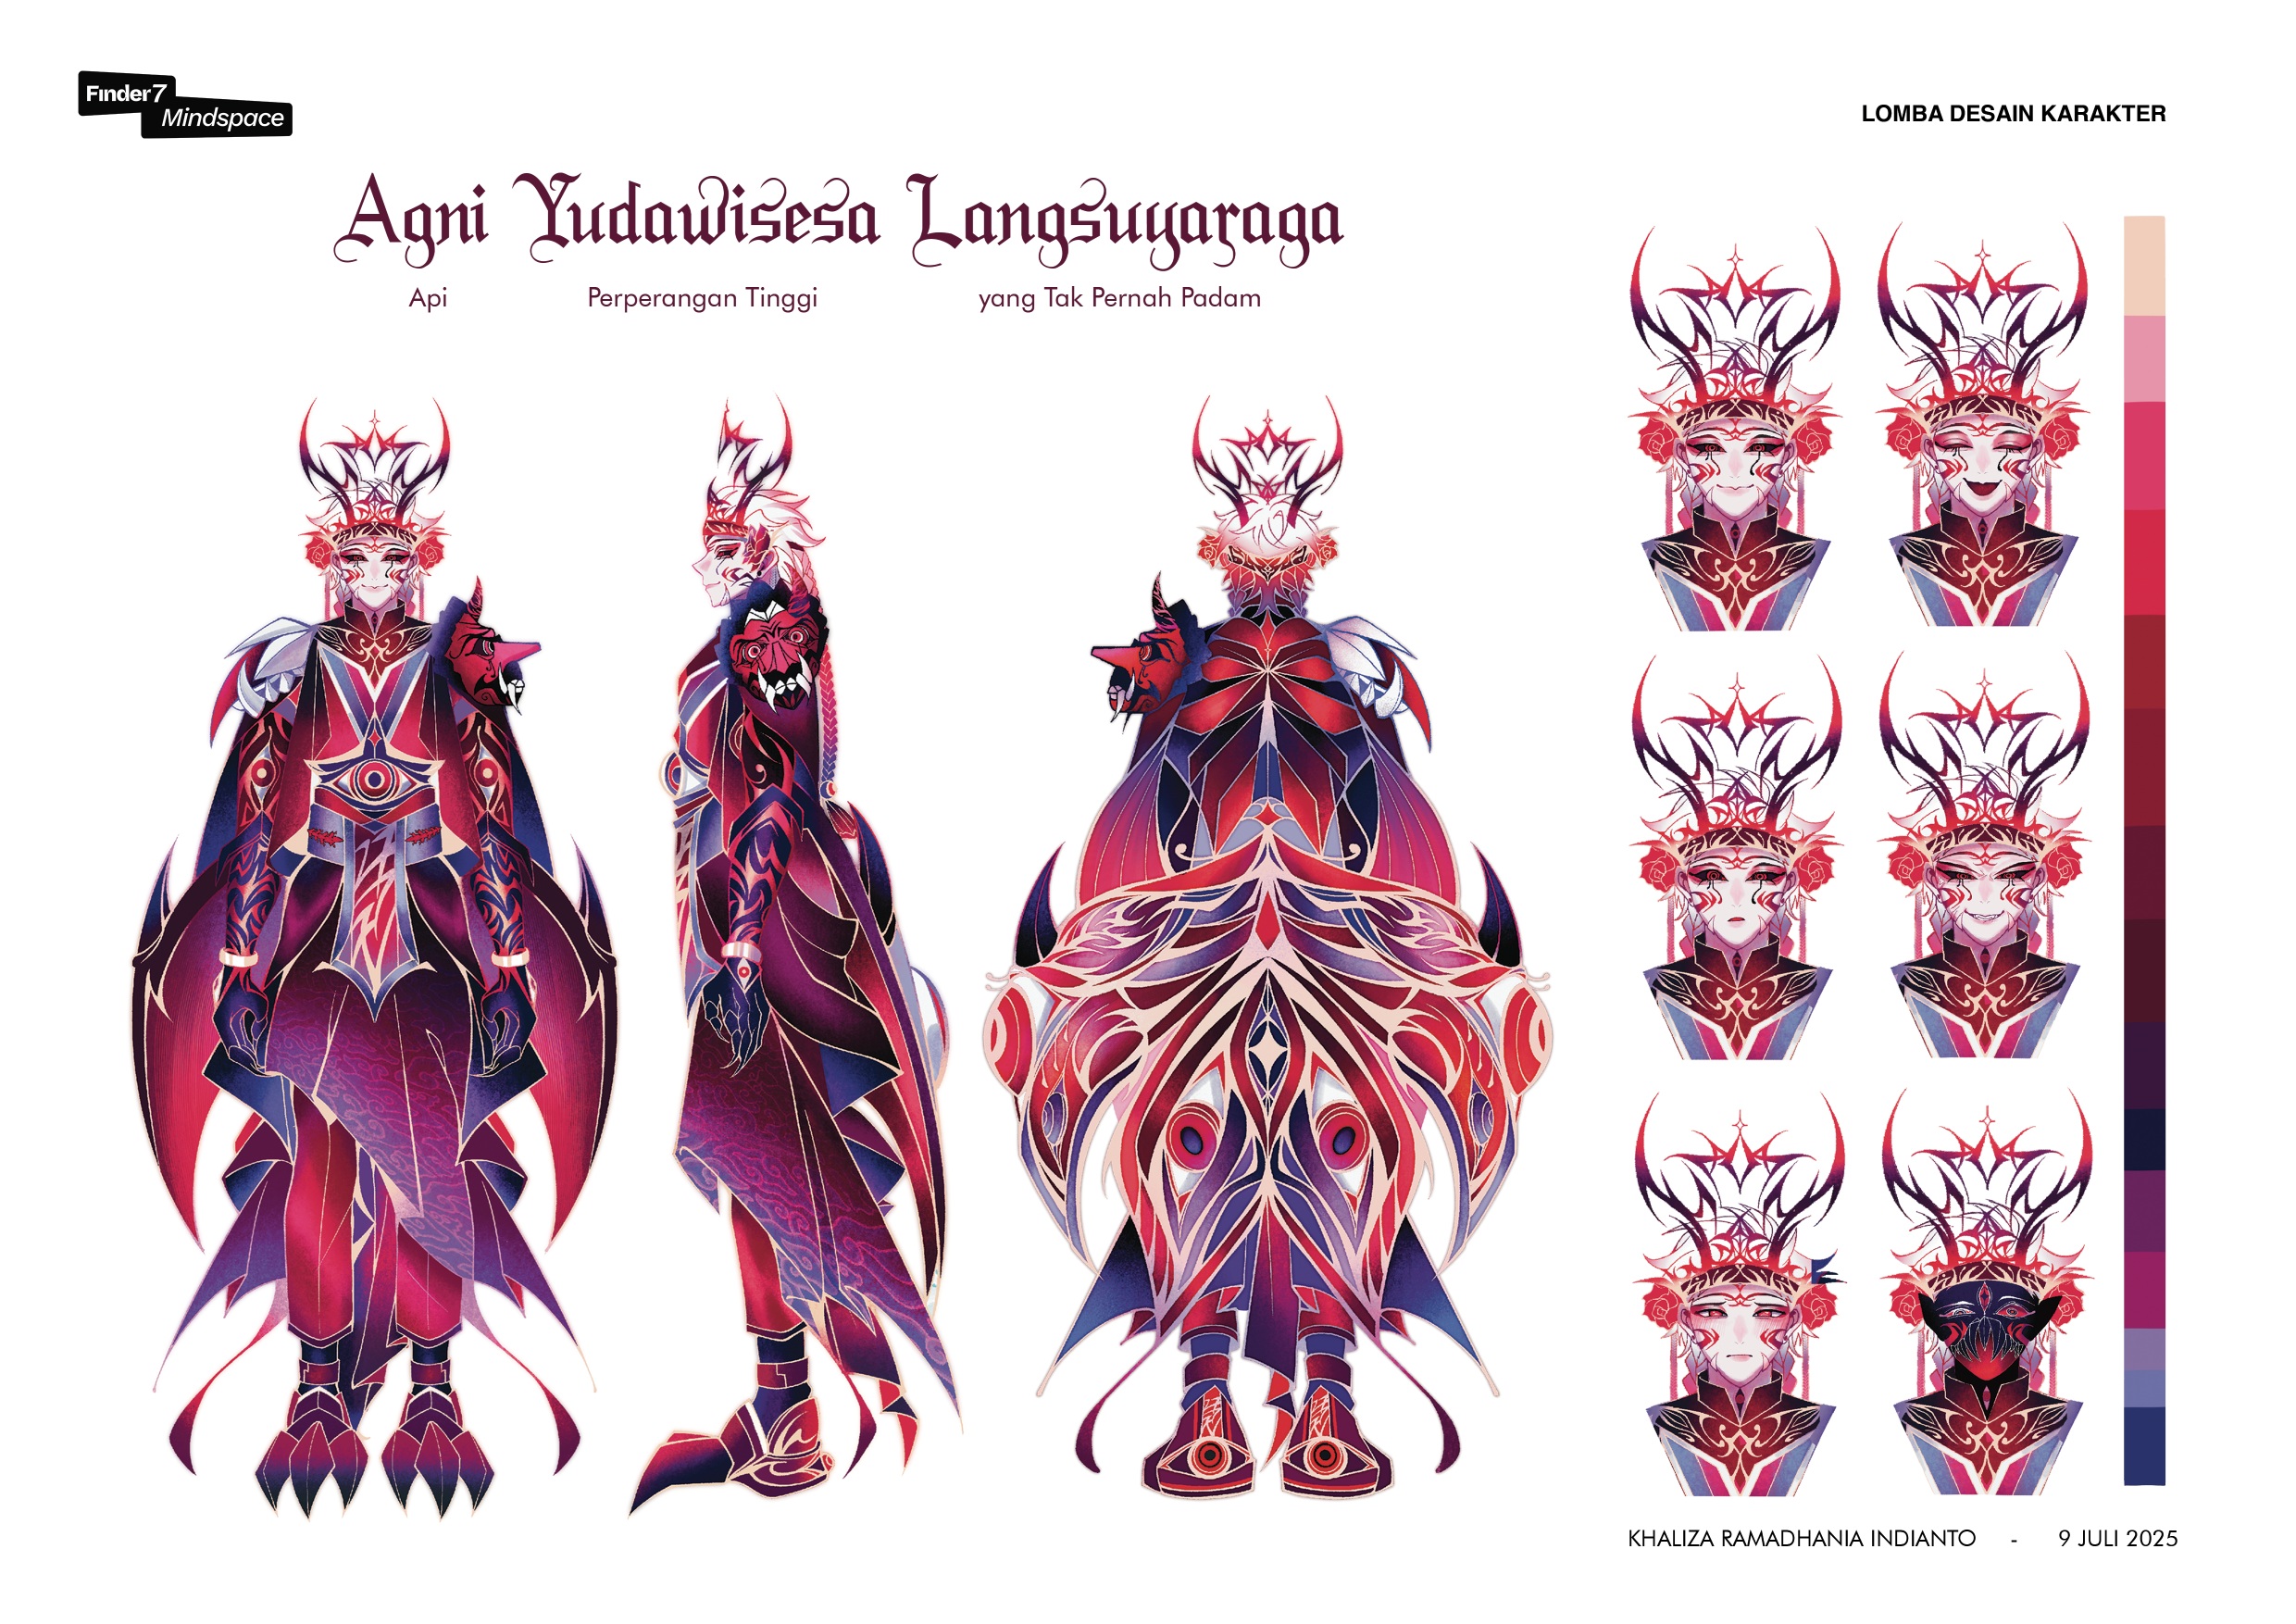 Finder7
Mindspace
LOMBA DESAIN KARAKTER
Agni Yudawisesa Langsuyaraga
Api Perperangan Tinggi yang Tak Pernah Padam
KHALIZA RAMADHANIA INDIANTO - 9 JULI 2025